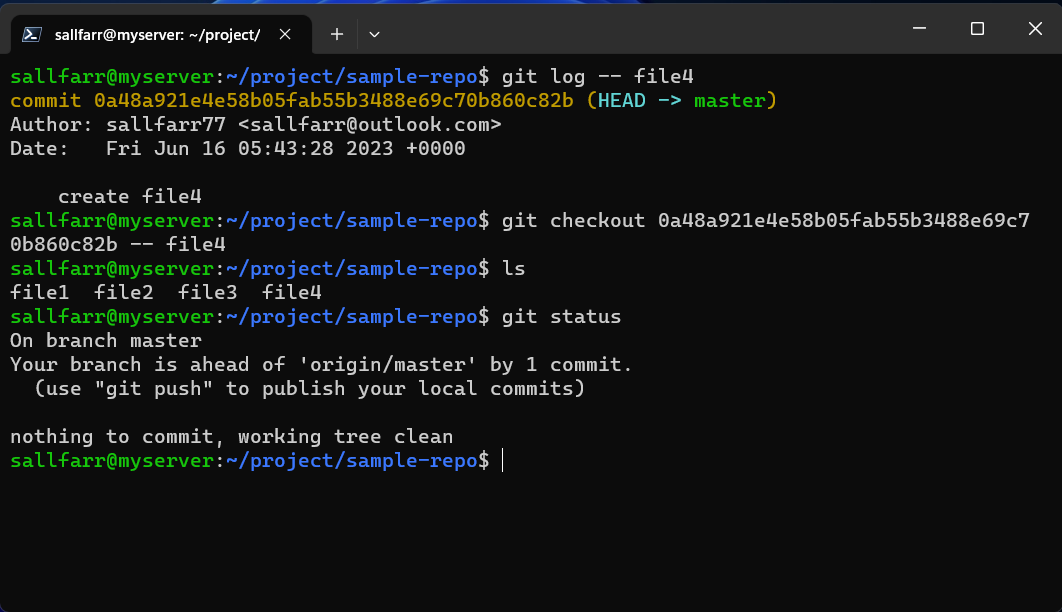 sallfarr@myserver: ~/project/
sallfarr@myserver:~/project/sample-repo$ git log -- file4
commit 0a48a921e4e58b05fab55b3488e69c70b860c82b (HEAD -> master)
Author: sallfarr77 <sallfarr@outlook.com>
Date:   Fri Jun 16 05:43:28 2023 +0000
    create file4
sallfarr@myserver:~/project/sample-repo$ git checkout 0a48a921e4e58b05fab55b3488e69c7
0b860c82b -- file4
sallfarr@myserver:~/project/sample-repo$ ls
file1  file2  file3  file4
sallfarr@myserver:~/project/sample-repo$ git status
On branch master
Your branch is ahead of 'origin/master' by 1 commit.
  (use "git push" to publish your local commits)
nothing to commit, working tree clean
sallfarr@myserver:~/project/sample-repo$